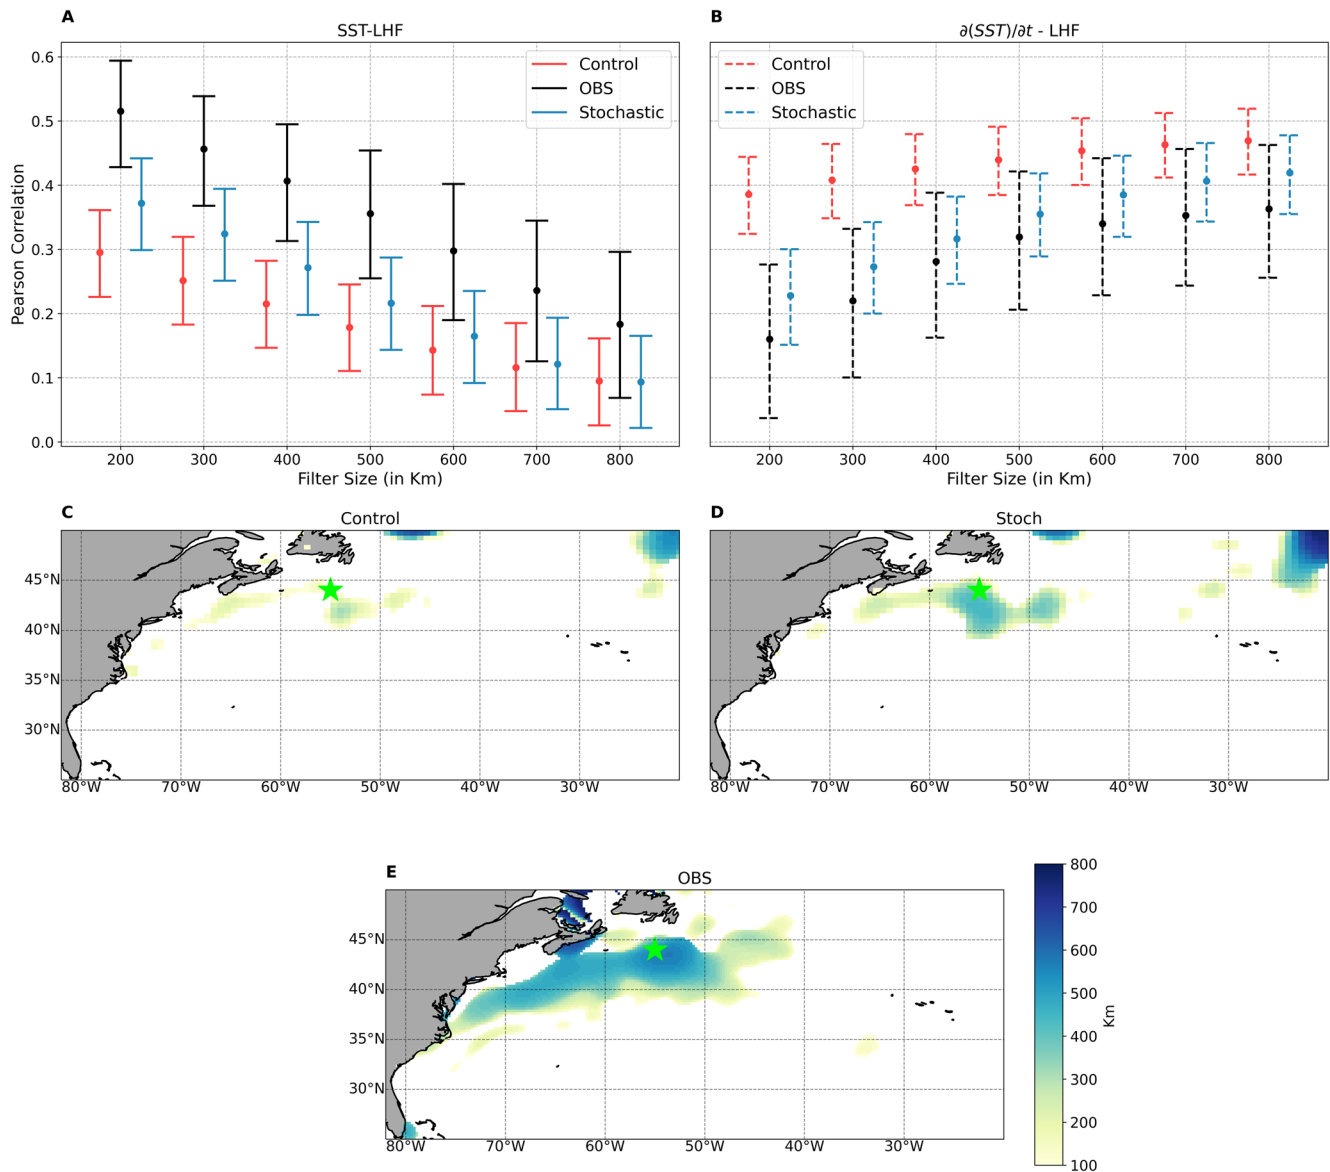 A
SST-LHF
Pearson Correlation
0.6
0.5
0.4
0.3
0.2
0.1
0.0
Control
OBS
Stochastic
200 300 400 500 600 700 800
Filter Size (in Km)
B
∂(SST)/∂t - LHF
Control
OBS
Stochastic
200 300 400 500 600 700 800
Filter Size (in Km)
C
Control
45°N
40°N
35°N
30°N
80°W 70°W 60°W 50°W 40°W 30°W
D
Stoch
80°W 70°W 60°W 50°W 40°W 30°W
E
OBS
45°N
40°N
35°N
30°N
80°W 70°W 60°W 50°W 40°W 30°W
800
700
600
500
400
300
200
100
Km